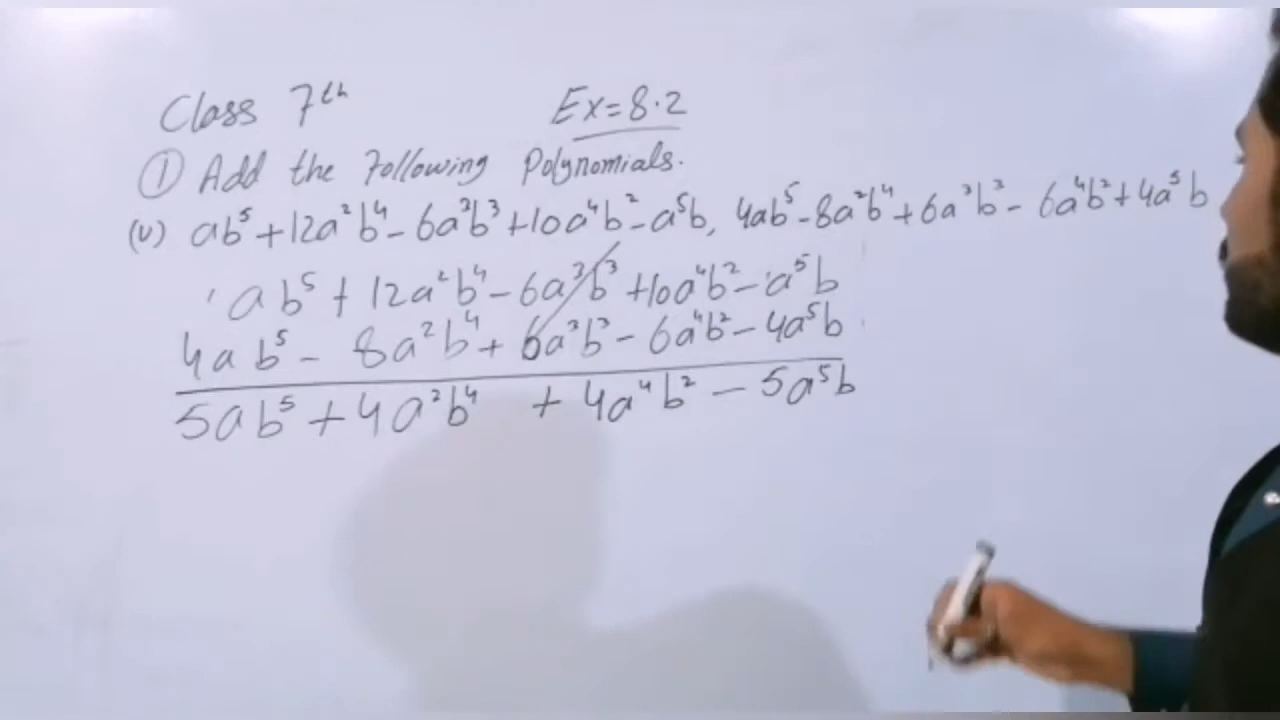 Class 7th Ex=8.2
① Add the Following Polynomials.
(v) ab⁵+12a²b⁴-6a³b³+10a⁴b²-a⁵b, 4ab⁵-8a²b⁴+6a³b³-6a⁴b²+4a⁵b
ab⁵+12a²b⁴-6a³b³+10a⁴b²-a⁵b
4ab⁵-8a²b⁴+6a³b³-6a⁴b²-4a⁵b
5ab⁵+4a²b⁴ +4a⁴b²-5a⁵b